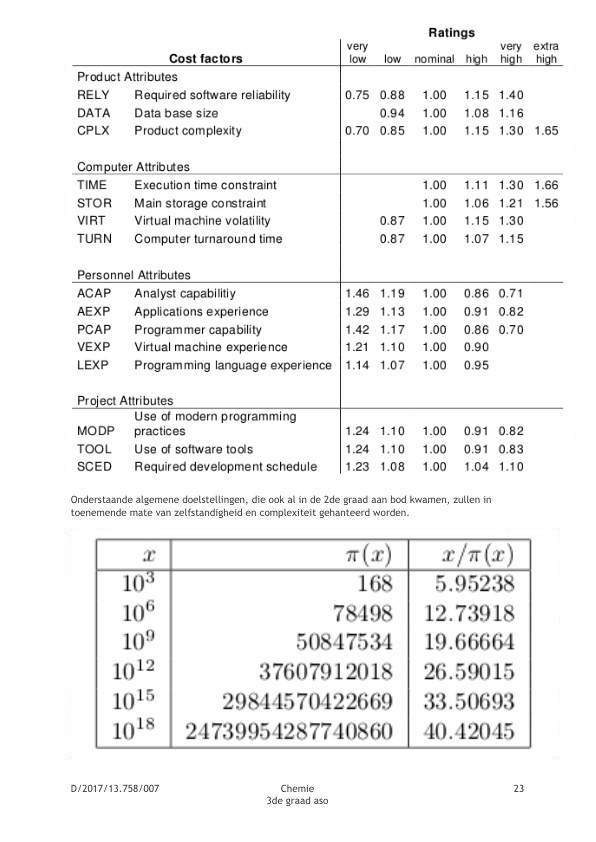 Ratings
very extra
very
low low nominal high high high
Cost factors
Product Attributes
RELY Required software reliability 0.75 0.88 1.00 1.15 1.40
DATA Data base size 0.94 1.00 1.08 1.16
CPLX Product complexity 0.70 0.85 1.00 1.15 1.30 1.65
Computer Attributes
TIME Execution time constraint 1.00 1.11 1.30 1.66
STOR Main storage constraint 1.00 1.06 1.21 1.56
VIRT Virtual machine volatility 0.87 1.00 1.15 1.30
TURN Computer turnaround time 0.87 1.00 1.07 1.15
Personnel Attributes
ACAP Analyst capabilitiy 1.46 1.19 1.00 0.86 0.71
AEXP Applications experience 1.29 1.13 1.00 0.91 0.82
PCAP Programmer capability 1.42 1.17 1.00 0.86 0.70
VEXP Virtual machine experience 1.21 1.10 1.00 0.90
LEXP Programming language experience 1.14 1.07 1.00 0.95
Project Attributes
Use of modern programming
MODP practices 1.24 1.10 1.00 0.91 0.82
TOOL Use of software tools 1.24 1.10 1.00 0.91 0.83
SCED Required development schedule 1.23 1.08 1.00 1.04 1.10
Onderstaande algemene doelstellingen, die ook al in de 2de graad aan bod kwamen, zullen in
toenemende mate van zelfstandigheid en complexiteit gehanteerd worden.
x π(x) x/π(x)
10³ 168 5.95238
10⁶ 78498 12.73918
10⁹ 50847534 19.66664
10¹² 37607912018 26.59015
10¹⁵ 29844570422669 33.50693
10¹⁸ 24739954287740860 40.42045
D/2017/13.758/007 Chemie 23
3de graad aso